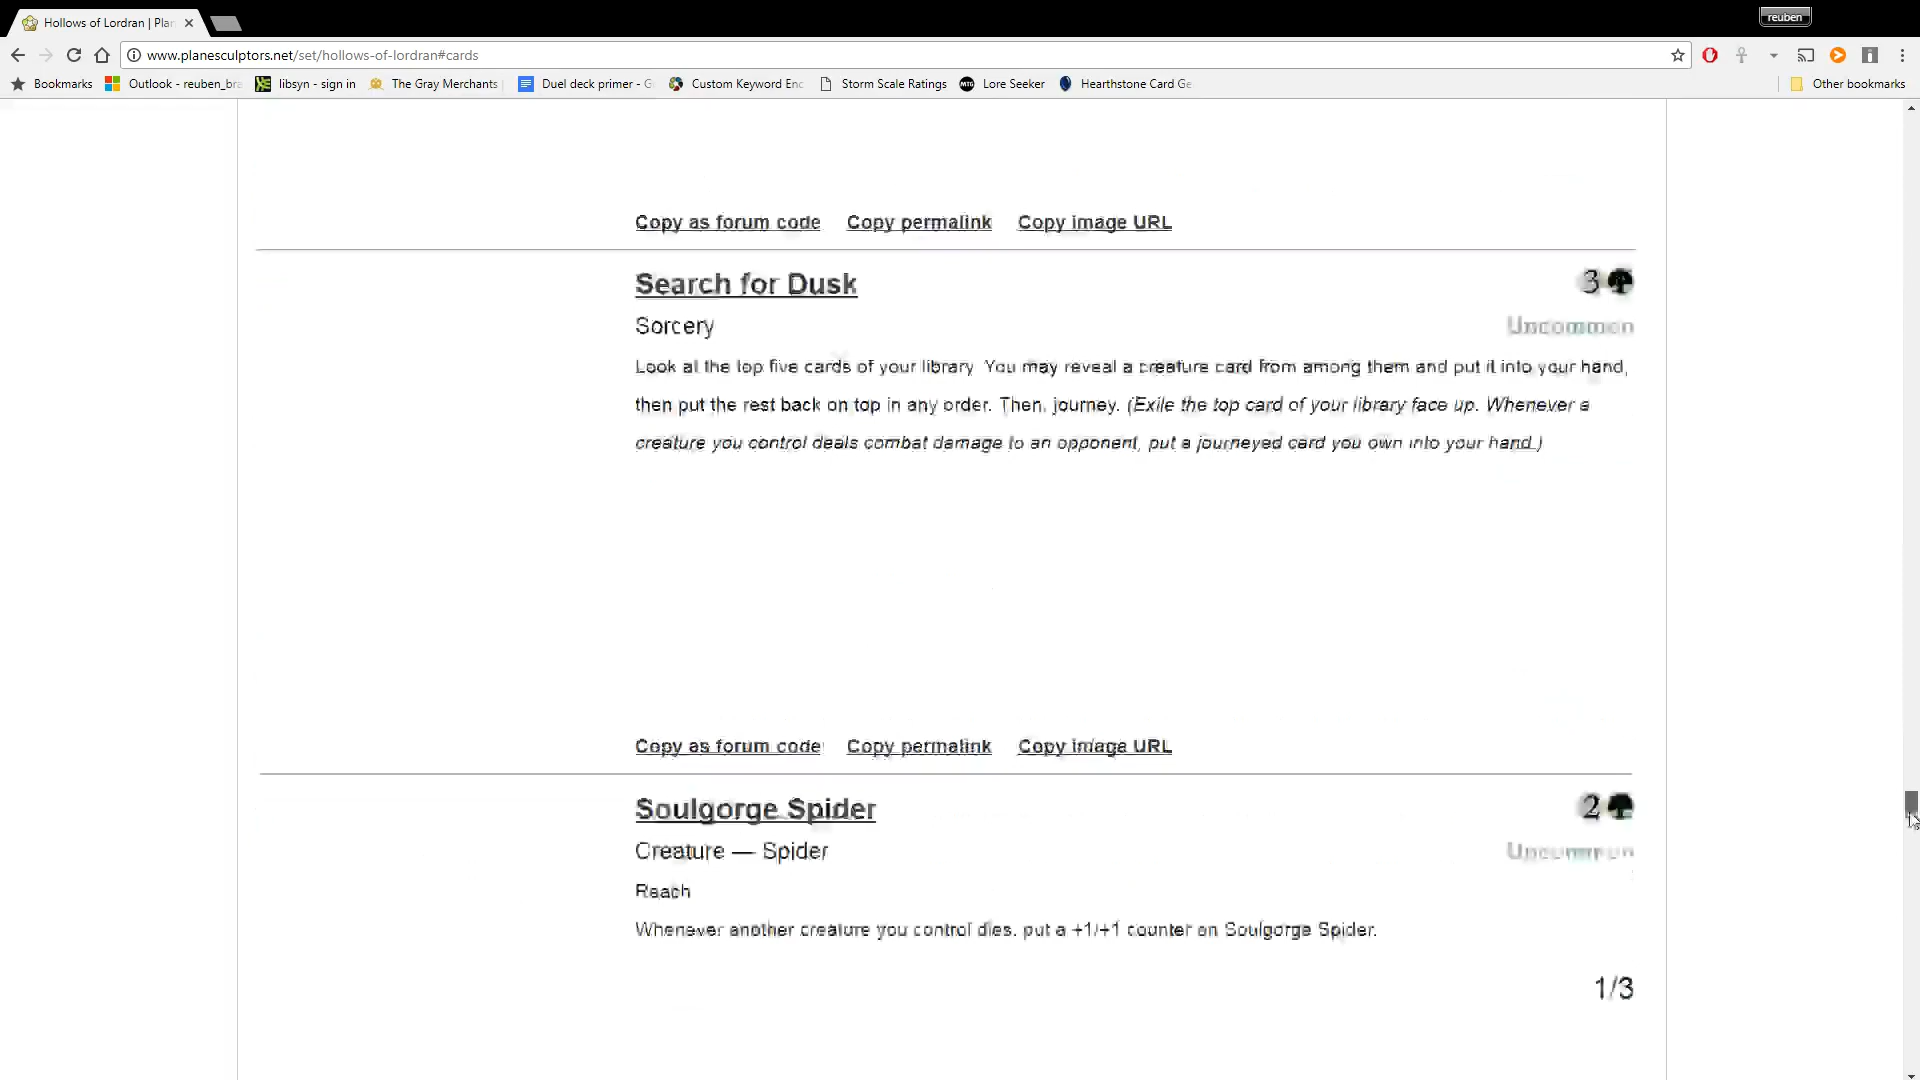 Hollows of Lordran | Pla
reuben
www.planesculptors.net/set/hollows-of-lordran#cards
Bookmarks
Outlook - reuben_bra
libsyn - sign in
The Gray Merchants
Duel deck primer - G
Custom Keyword Enc
Storm Scale Ratings
MTG
Lore Seeker
Hearthstone Card Ge
Other bookmarks
Copy as forum code Copy permalink Copy image URL
Search for Dusk 3
Sorcery Uncommon
Look at the top five cards of your library. You may reveal a creature card from among them and put it into your hand,
then put the rest back on top in any order. Then, journey. (Exile the top card of your library face up. Whenever a
creature you control deals combat damage to an opponent, put a journeyed card you own into your hand.)
Copy as forum code Copy permalink Copy image URL
Soulgorge Spider 2
Creature — Spider Uncommon
Reach
Whenever another creature you control dies, put a +1/+1 counter on Soulgorge Spider.
1/3